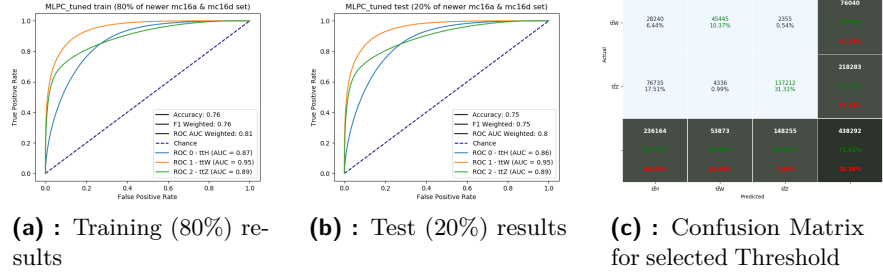 MLPC_tuned train (80% of newer mc16a & mc16d set)
1.0
0.8
0.6
0.4
0.2
0.0
True Positive Rate
Accuracy: 0.76
F1 Weighted: 0.76
ROC AUC Weighted: 0.81
Chance
ROC 0 - ttH (AUC = 0.87)
ROC 1 - ttW (AUC = 0.95)
ROC 2 - ttZ (AUC = 0.89)
0.0 0.2 0.4 0.6 0.8 1.0
False Positive Rate
MLPC_tuned test (20% of newer mc16a & mc16d set)
1.0
0.8
0.6
0.4
0.2
0.0
True Positive Rate
Accuracy: 0.75
F1 Weighted: 0.75
ROC AUC Weighted: 0.8
Chance
ROC 0 - ttH (AUC = 0.86)
ROC 1 - ttW (AUC = 0.95)
ROC 2 - ttZ (AUC = 0.89)
0.0 0.2 0.4 0.6 0.8 1.0
False Positive Rate
Actual
tt̄W
28240 45445 2355 76040
6.44% 10.37% 0.54%
tt̄Z
76735 4336 137212 218283
17.51% 0.99% 31.31%
236164 53873 148255 438292
71.61%
28.39%
tt̄H tt̄W tt̄Z
Predicted
(a) : Training (80%) re-
sults
(b) : Test (20%) results
(c) : Confusion Matrix
for selected Threshold